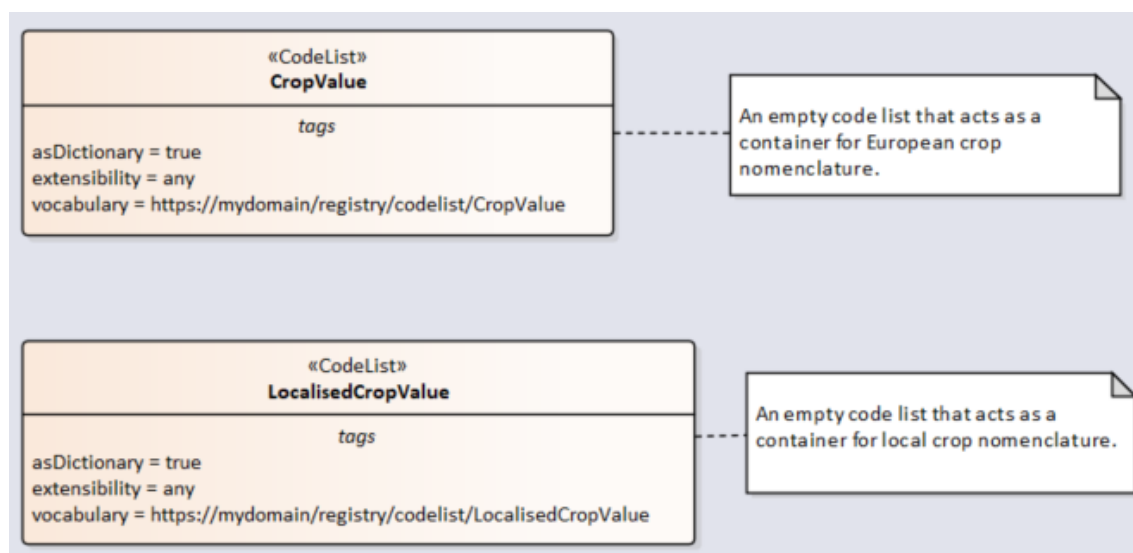 «CodeList»
CropValue
tags
asDictionary = true
extensibility = any
vocabulary = https://mydomain/registry/codelist/CropValue
An empty code list that acts as a
container for European crop
nomenclature.
«CodeList»
LocalisedCropValue
tags
asDictionary = true
extensibility = any
vocabulary = https://mydomain/registry/codelist/LocalisedCropValue
An empty code list that acts as a
container for local crop nomenclature.